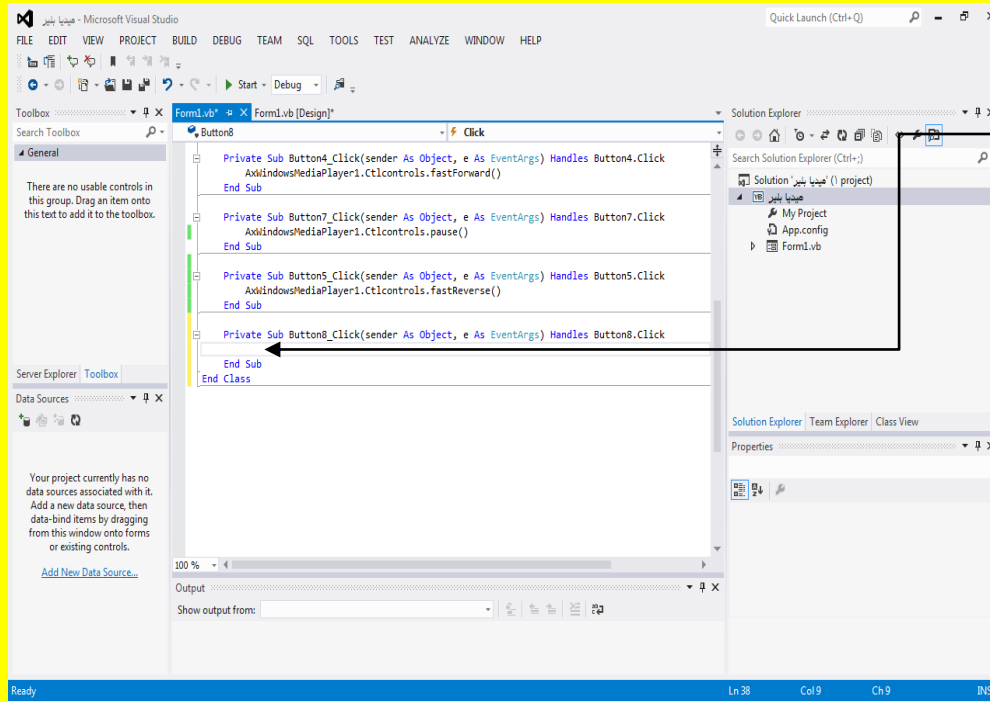 ميديا بلير - Microsoft Visual Studio
Quick Launch (Ctrl+Q)
FILE EDIT VIEW PROJECT BUILD DEBUG TEAM SQL TOOLS TEST ANALYZE WINDOW HELP
Start Debug
Toolbox
Search Toolbox
General
There are no usable controls in
this group. Drag an item onto
this text to add it to the toolbox.
Server Explorer Toolbox
Data Sources
Your project currently has no
data sources associated with it.
Add a new data source, then
data-bind items by dragging
from this window onto forms
or existing controls.
Add New Data Source...
Form1.vb* Form1.vb [Design]*
Button8 Click
Private Sub Button4_Click(sender As Object, e As EventArgs) Handles Button4.Click
AxWindowsMediaPlayer1.Ctlcontrols.fastForward()
End Sub
Private Sub Button7_Click(sender As Object, e As EventArgs) Handles Button7.Click
AxWindowsMediaPlayer1.Ctlcontrols.pause()
End Sub
Private Sub Button5_Click(sender As Object, e As EventArgs) Handles Button5.Click
AxWindowsMediaPlayer1.Ctlcontrols.fastReverse()
End Sub
Private Sub Button8_Click(sender As Object, e As EventArgs) Handles Button8.Click
End Sub
End Class
100 %
Output
Show output from:
Solution Explorer
Search Solution Explorer (Ctrl+;)
Solution 'ميديا بلير' (١ project)
VB ميديا بلير
My Project
App.config
Form1.vb
Solution Explorer Team Explorer Class View
Properties
Ready Ln 38 Col 9 Ch 9 INS